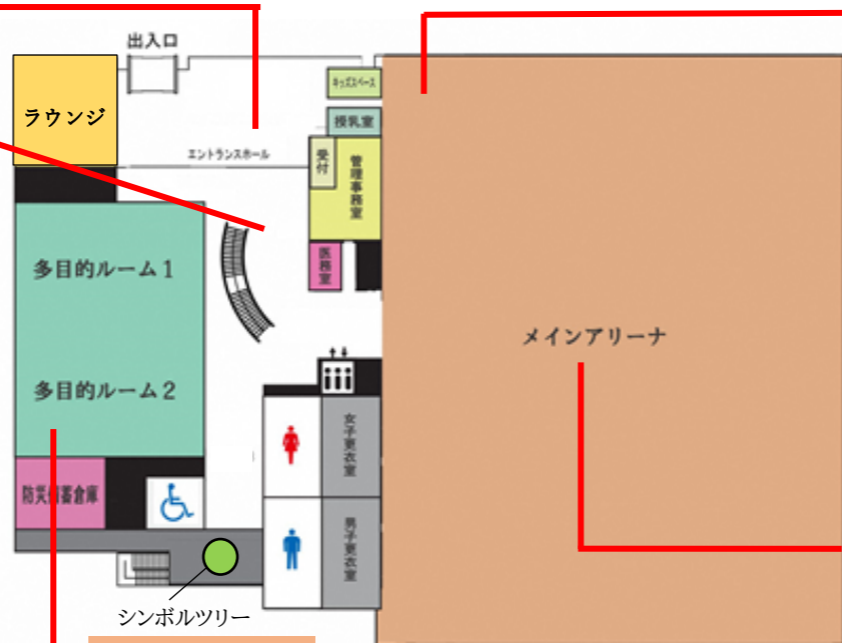 出入口
ラウンジ
キッズスペース
授乳室
エントランスホール
受付
管理事務室
医務室
多目的ルーム1
メインアリーナ
多目的ルーム2
女子更衣室
防災備蓄倉庫
男子更衣室
シンボルツリー